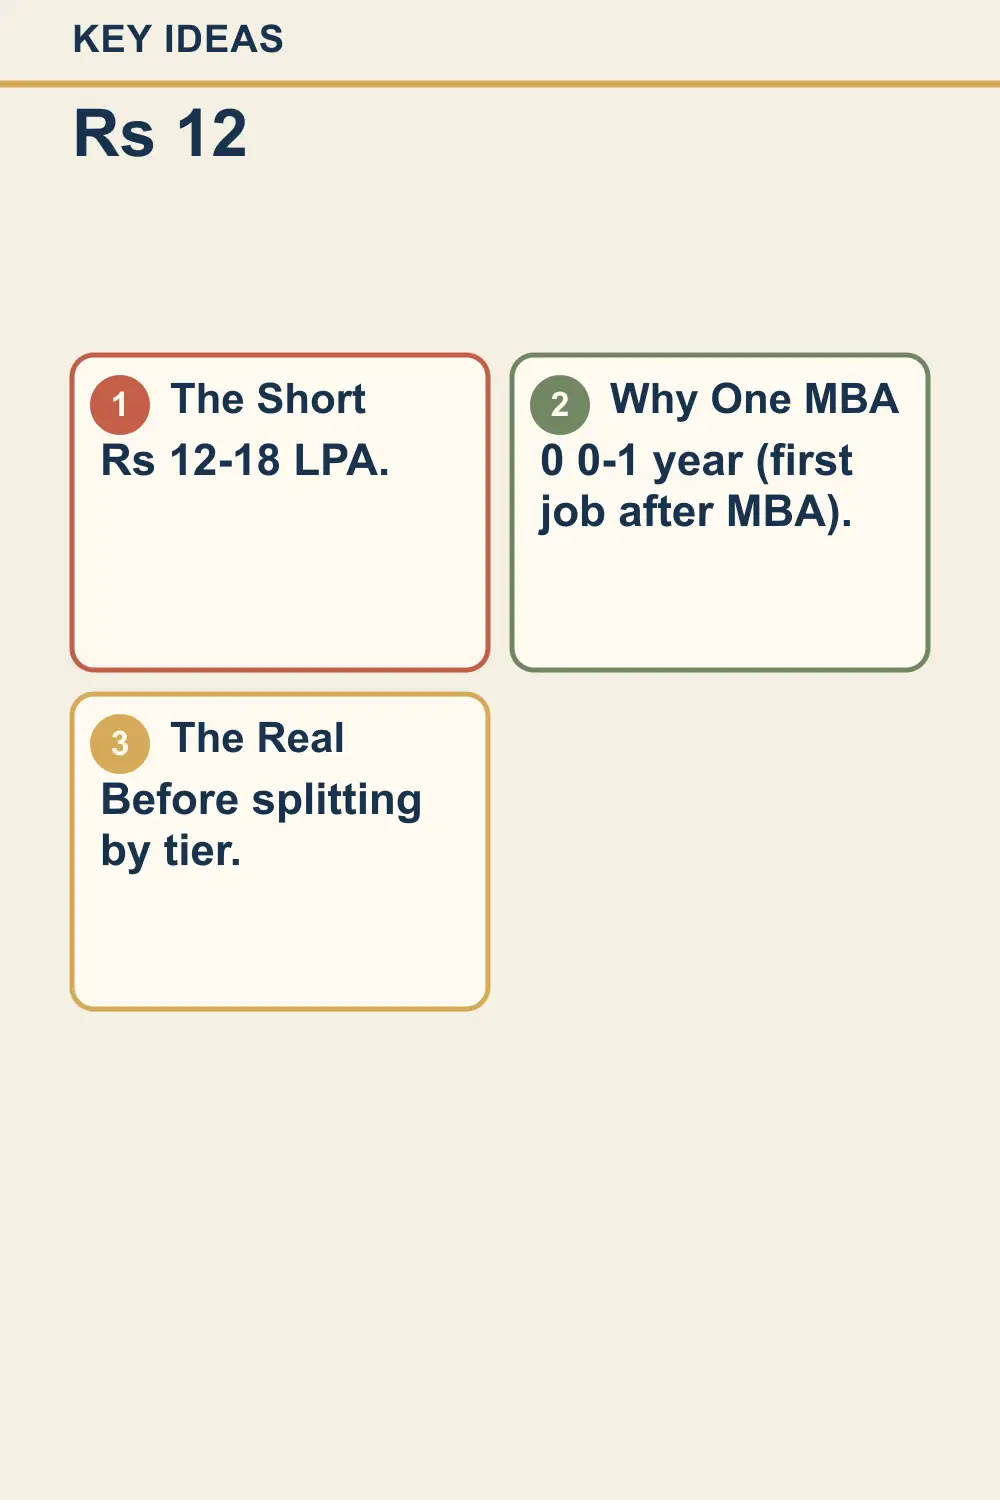 KEY IDEAS
Rs 12
1 The Short
Rs 12-18 LPA.
2 Why One MBA
0 0-1 year (first
job after MBA).
3 The Real
Before splitting
by tier.